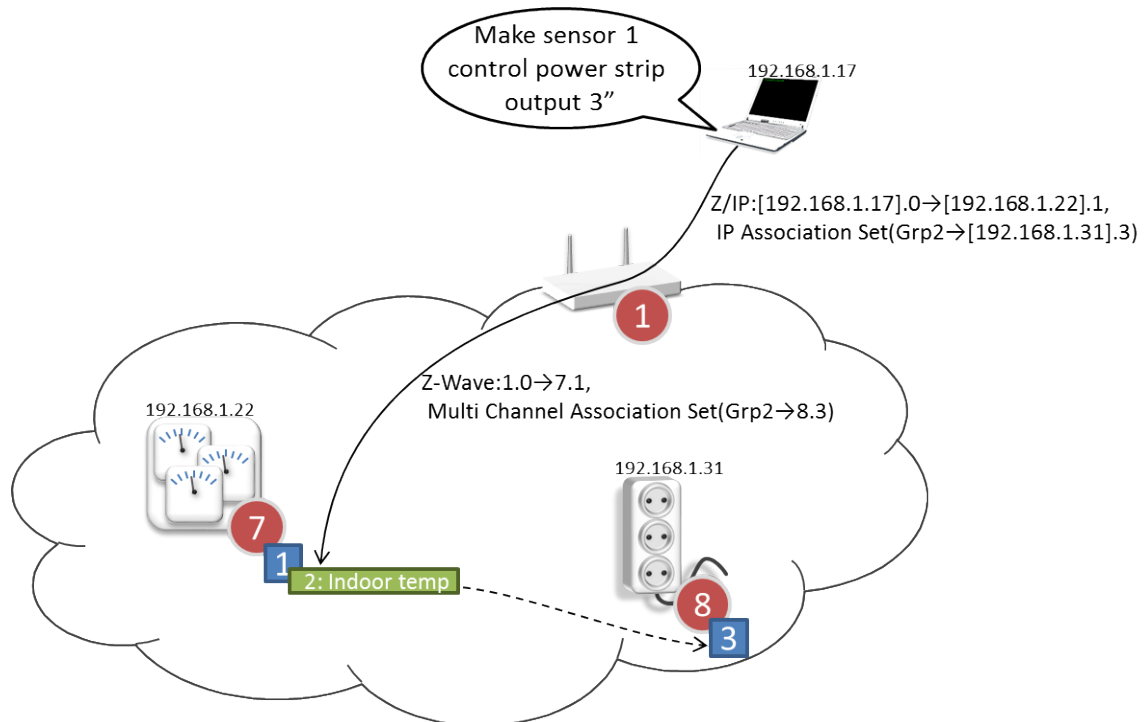 Make sensor 1
control power strip
output 3”
192.168.1.17
Z/IP:[192.168.1.17].0→[192.168.1.22].1,
IP Association Set(Grp2→[192.168.1.31].3)
1
Z-Wave:1.0→7.1,
Multi Channel Association Set(Grp2→8.3)
192.168.1.22
192.168.1.31
7
1
2: Indoor temp
8
3